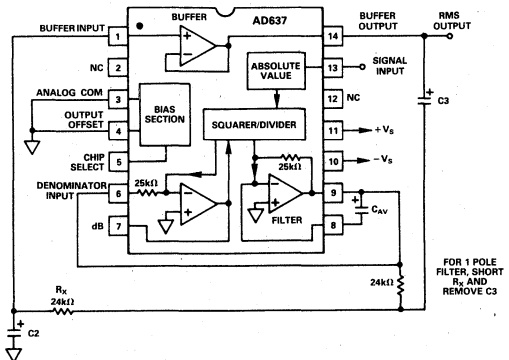 BUFFER
AD637
BUFFER INPUT
1
14
BUFFER OUTPUT
RMS OUTPUT
NC
2
ABSOLUTE VALUE
13
SIGNAL INPUT
C3
ANALOG COM
3
BIAS SECTION
12
NC
OUTPUT OFFSET
4
SQUARER/DIVIDER
11
+VS
CHIP SELECT
5
25kΩ
10
−VS
DENOMINATOR INPUT
6
25kΩ
9
+
CAV
dB
7
FILTER
8
24kΩ
FOR 1 POLE
FILTER, SHORT
RX AND
REMOVE C3
RX
24kΩ
+
C2